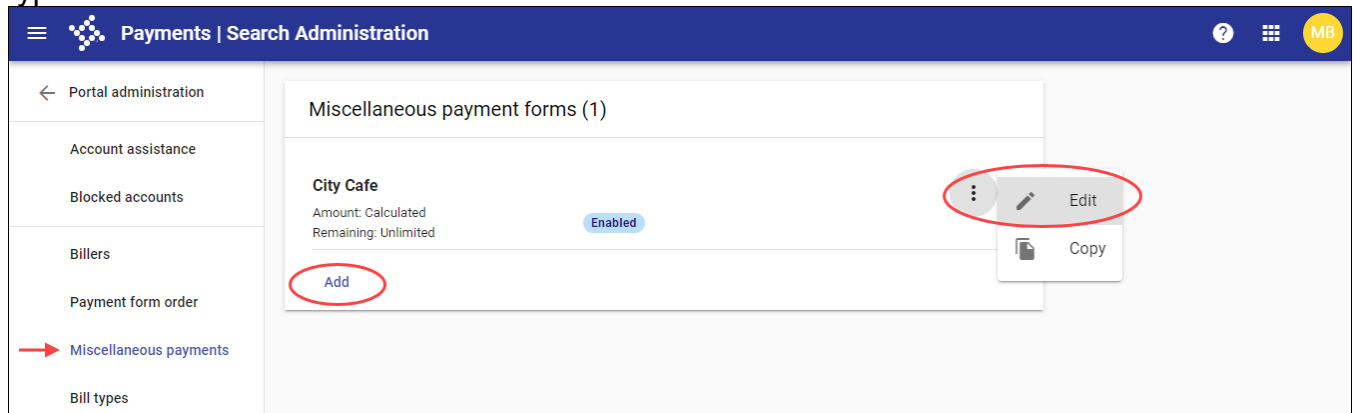 Payments | Search Administration
?
MB
Portal administration
Account assistance
Blocked accounts
Billers
Payment form order
Miscellaneous payments
Bill types
Miscellaneous payment forms (1)
City Cafe
Amount: Calculated
Remaining: Unlimited
Enabled
Add
Edit
Copy